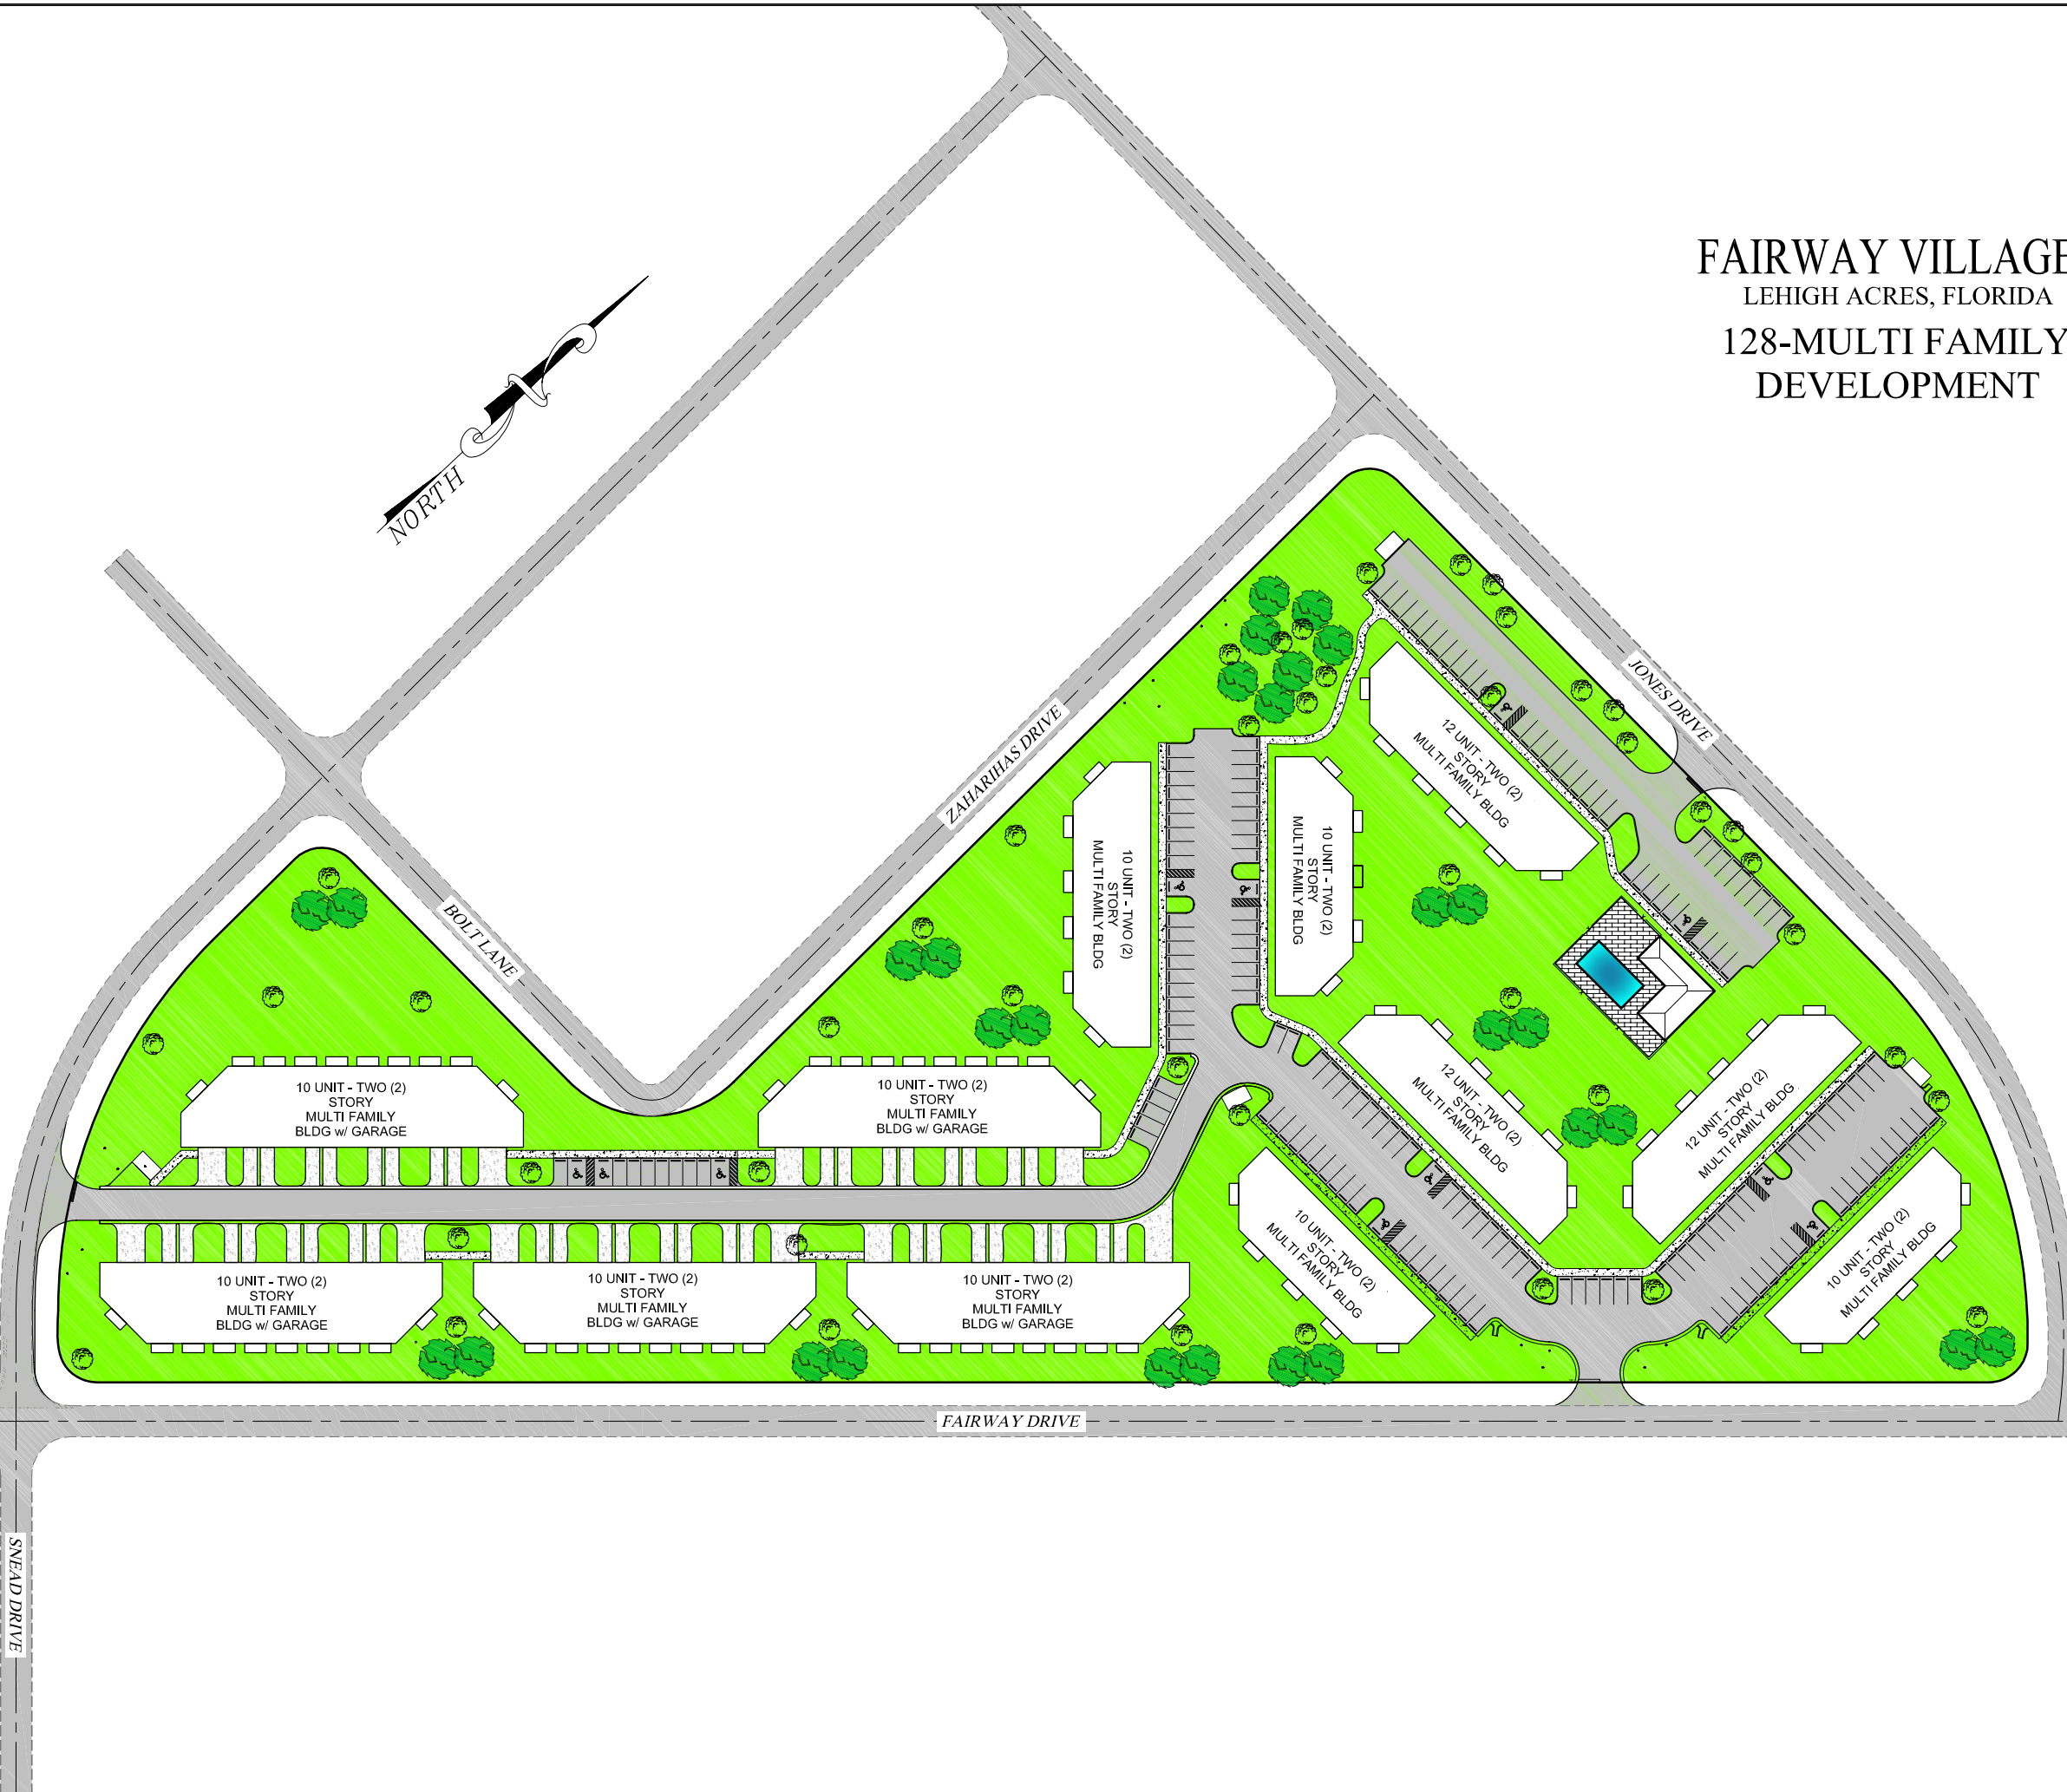 FAIRWAY VILLAGE
LEHIGH ACRES, FLORIDA
128-MULTI FAMILY
DEVELOPMENT
NORTH
JONES DRIVE
ZAHARIHAS DRIVE
BOLT LANE
12 UNIT - TWO (2)
STORY
MULTI FAMILY BLDG
10 UNIT - TWO (2)
STORY
MULTI FAMILY BLDG
10 UNIT - TWO (2)
STORY
MULTI FAMILY BLDG
10 UNIT - TWO (2)
STORY
MULTI FAMILY
BLDG w/ GARAGE
10 UNIT - TWO (2)
STORY
MULTI FAMILY
BLDG w/ GARAGE
12 UNIT - TWO (2)
STORY
MULTI FAMILY BLDG
12 UNIT - TWO (2)
STORY
MULTI FAMILY BLDG
10 UNIT - TWO (2)
STORY
MULTI FAMILY
BLDG w/ GARAGE
10 UNIT - TWO (2)
STORY
MULTI FAMILY
BLDG w/ GARAGE
10 UNIT - TWO (2)
STORY
MULTI FAMILY
BLDG w/ GARAGE
10 UNIT - TWO (2)
STORY
MULTI FAMILY BLDG
10 UNIT - TWO (2)
STORY
MULTI FAMILY BLDG
FAIRWAY DRIVE
SNEAD DRIVE